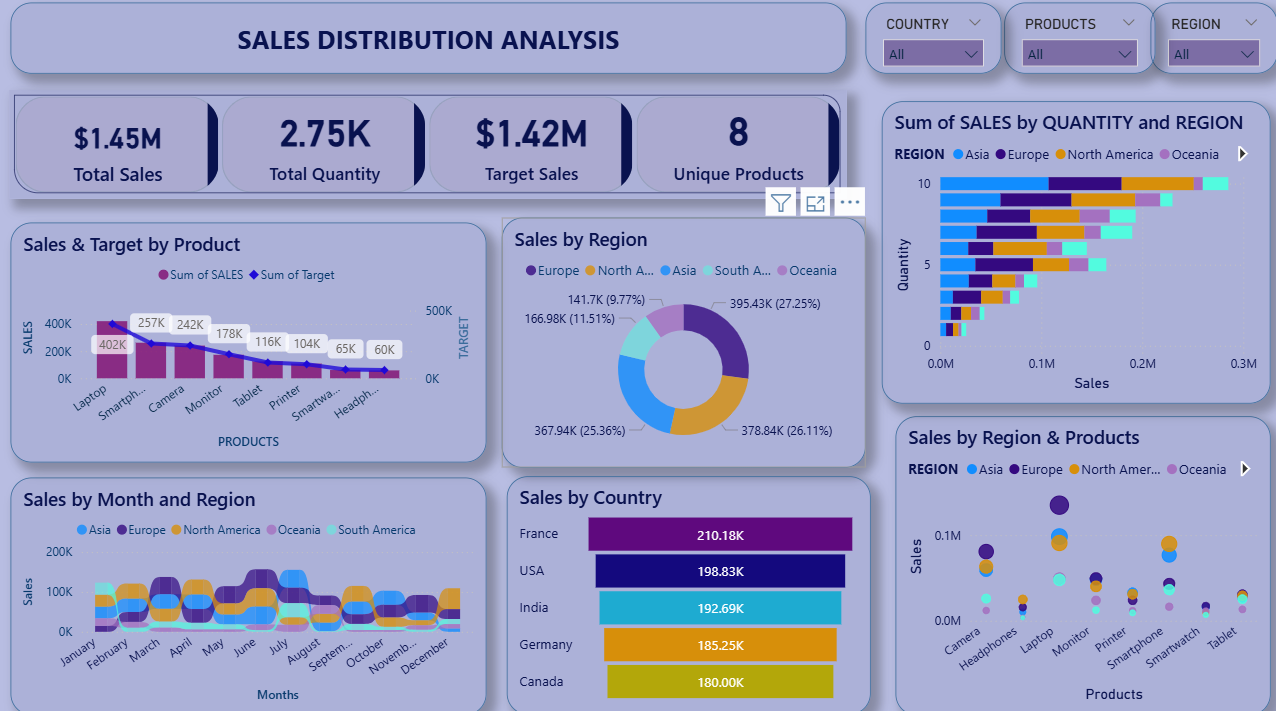 SALES DISTRIBUTION ANALYSIS
COUNTRY
All
PRODUCTS
All
REGION
All
$1.45M
Total Sales
2.75K
Total Quantity
$1.42M
Target Sales
8
Unique Products
Sales & Target by Product
Sum of SALES Sum of Target
SALES
400K
200K
0K
500K
0K
TARGET
402K
257K
242K
178K
116K
104K
65K
60K
Laptop
Smartph...
Camera
Monitor
Tablet
Printer
Smartwa...
Headph...
PRODUCTS
Sales by Region
Europe North A... Asia South A... Oceania
141.7K (9.77%)
166.98K (11.51%)
395.43K (27.25%)
367.94K (25.36%)
378.84K (26.11%)
Sum of SALES by QUANTITY and REGION
REGION Asia Europe North America Oceania
Quantity
10
5
0
0.0M 0.1M 0.2M 0.3M
Sales
Sales by Month and Region
Asia Europe North America Oceania South America
Sales
200K
100K
0K
January
February
March
April
May
June
July
August
Septem...
October
Novemb...
December
Months
Sales by Country
France 210.18K
USA 198.83K
India 192.69K
Germany 185.25K
Canada 180.00K
Sales by Region & Products
REGION Asia Europe North Amer... Oceania
Sales
0.1M
0.0M
Camera
Headphones
Laptop
Monitor
Printer
Smartphone
Smartwatch
Tablet
Products